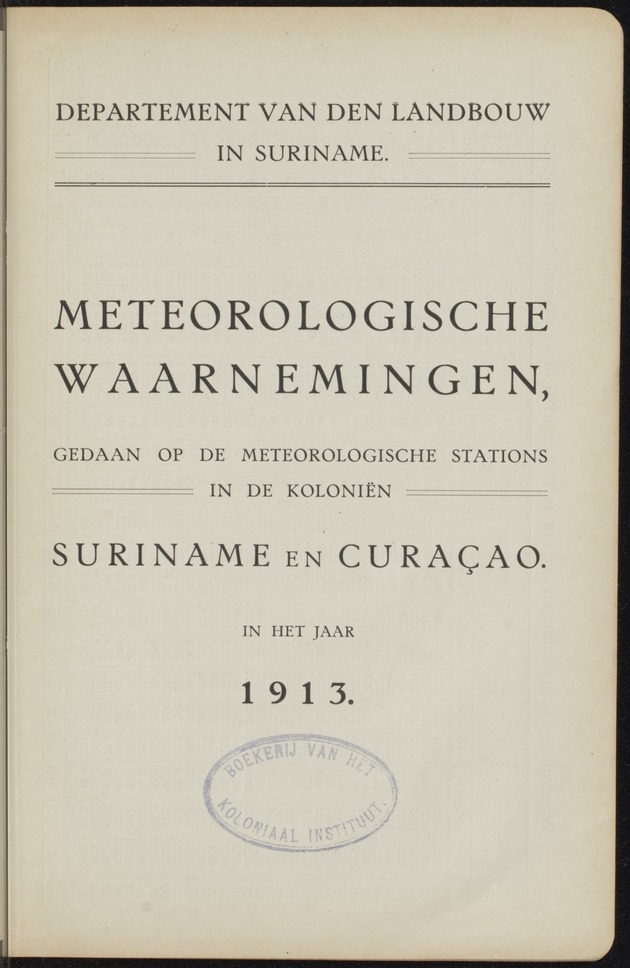 DEPARTEMENT VAN DEN LANDBOUW
IN SURINAME.
METEOROLOGISCHE
WAARNEMINGEN,
GEDAAN OP DE METEOROLOGISCHE STATIONS
IN DE KOLONIËN
SURINAME EN CURAÇAO.
IN HET JAAR
1913.
BOEKERIJ VAN HET
KOLONIAAL INSTITUUT.